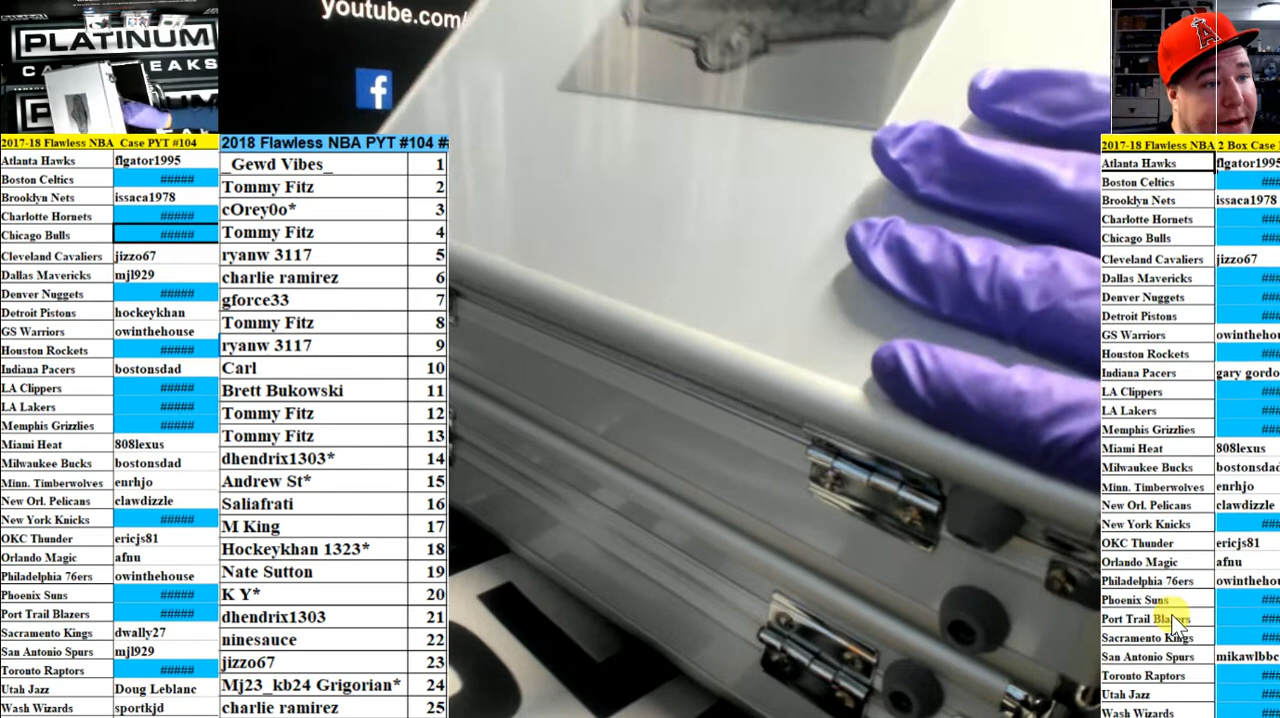 youtube.com/
PLATINUM
2017-18 Flawless NBA Case PYT #104
Atlanta Hawks flgator1995
Boston Celtics #####
Brooklyn Nets issaca1978
Charlotte Hornets #####
Chicago Bulls #####
Cleveland Cavaliers jizzo67
Dallas Mavericks mjl929
Denver Nuggets #####
Detroit Pistons hockeykhan
GS Warriors owinthehouse
Houston Rockets #####
Indiana Pacers bostonsdad
LA Clippers #####
LA Lakers #####
Memphis Grizzlies #####
Miami Heat 808lexus
Milwaukee Bucks bostonsdad
Minn. Timberwolves enrhjo
New Orl. Pelicans clawdizzle
New York Knicks #####
OKC Thunder ericjs81
Orlando Magic afnu
Philadelphia 76ers owinthehouse
Phoenix Suns #####
Port Trail Blazers #####
Sacramento Kings dwally27
San Antonio Spurs mjl929
Toronto Raptors #####
Utah Jazz Doug Leblanc
Wash Wizards sportkjd
2018 Flawless NBA PYT #104 #
_Gewd Vibes_ 1
Tommy Fitz 2
cOrey0o* 3
Tommy Fitz 4
ryanw 3117 5
charlie ramirez 6
gforce33 7
Tommy Fitz 8
ryanw 3117 9
Carl 10
Brett Bukowski 11
Tommy Fitz 12
Tommy Fitz 13
dhendrix1303* 14
Andrew St* 15
Saliafrati 16
M King 17
Hockeykhan 1323* 18
Nate Sutton 19
K Y* 20
dhendrix1303 21
ninesauce 22
jizzo67 23
Mj23_kb24 Grigorian* 24
charlie ramirez 25
2017-18 Flawless NBA 2 Box Case
Atlanta Hawks flgator1995
Boston Celtics ###
Brooklyn Nets issaca1978
Charlotte Hornets ###
Chicago Bulls ###
Cleveland Cavaliers jizzo67
Dallas Mavericks ###
Denver Nuggets ###
Detroit Pistons ###
GS Warriors owinthehou
Houston Rockets ###
Indiana Pacers gary gordo
LA Clippers ###
LA Lakers ###
Memphis Grizzlies ###
Miami Heat 808lexus
Milwaukee Bucks bostonsdad
Minn. Timberwolves enrhjo
New Orl. Pelicans clawdizzle
New York Knicks ###
OKC Thunder ericjs81
Orlando Magic afnu
Philadelphia 76ers owinthehou
Phoenix Suns ###
Port Trail Blazers ###
Sacramento Kings ###
San Antonio Spurs mikawlbbc
Toronto Raptors ###
Utah Jazz ###
Wash Wizards ###